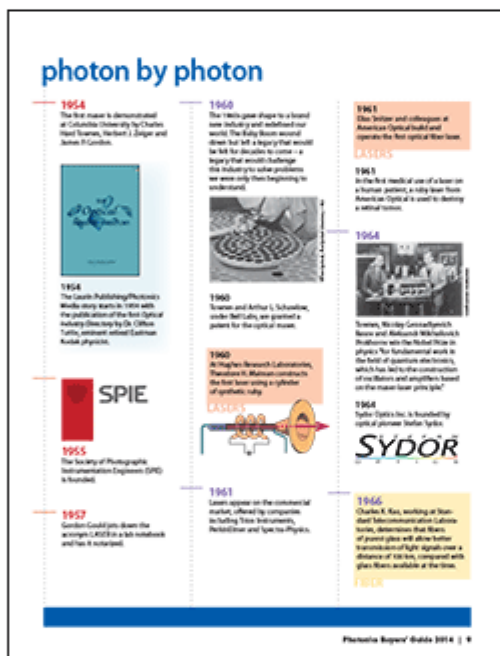 photon by photon
1954
The first maser is demonstrated
at Columbia University by Charles
Hard Townes, Herbert J. Zeiger and
James P. Gordon.
1954
The Laurin Publishing/Photonics
Media story starts in 1954 with
the publication of the first Optical
Industry Directory by Dr. Clifton
Tuttle, eminent retired Eastman
Kodak physicist.
SPIE
1955
The Society of Photographic
Instrumentation Engineers (SPIE)
is founded.
1957
Gordon Gould jots down the
acronym LASER in a lab notebook
and has it notarized.
1960
The 1960s gave shape to a brand
new industry and redefined our
world. The Baby Boom wound
down but left a legacy that would
be felt for decades to come – a
legacy that would challenge
this industry to solve problems
we were only then beginning to
understand.
1960
Townes and Arthur L. Schawlow,
under Bell Labs, are granted a
patent for the optical maser.
1960
At Hughes Research Laboratories,
Theodore H. Maiman constructs
the first laser using a cylinder
of synthetic ruby.
LASERS
1961
Lasers appear on the commercial
market, offered by companies
including Trion Instruments,
PerkinElmer and Spectra-Physics.
1961
Elias Snitzer and colleagues at
American Optical build and
operate the first optical fiber laser.
LASERS
1961
In the first medical use of a laser on
a human patient, a ruby laser from
American Optical is used to destroy
a retinal tumor.
1964
Townes, Nicolay Gennadiyevich
Basov and Aleksandr Mikhailovich
Prokhorov win the Nobel Prize in
physics "for fundamental work in
the field of quantum electronics,
which has led to the construction
of oscillators and amplifiers based
on the maser-laser principle."
1964
Sydor Optics Inc. is founded by
optical pioneer Stefan Sydor.
SYDOR
OPTICS
1966
Charles K. Kao, working at Stan-
dard Telecommunication Labora-
tories, determines that fibers
of purest glass will allow better
transmission of light signals over a
distance of 100 km, compared with
glass fibers available at the time.
FIBER
Photonics Buyers' Guide 2014 | 9